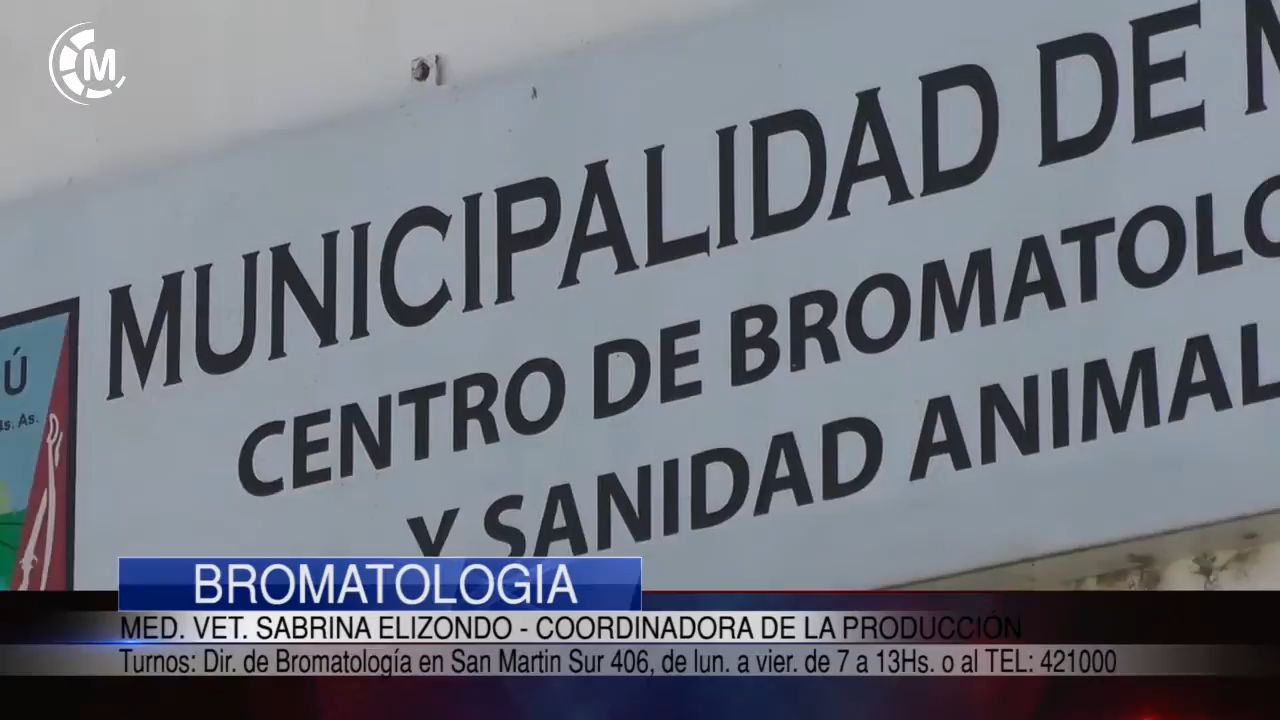 M
MUNICIPALIDAD DE
CENTRO DE BROMATOLO
Y SANIDAD ANIMAL
Ú
s. As.
BROMATOLOGIA
MED. VET. SABRINA ELIZONDO - COORDINADORA DE LA PRODUCCIÓN
Turnos: Dir. de Bromatología en San Martin Sur 406, de lun. a vier. de 7 a 13Hs. o al TEL: 421000